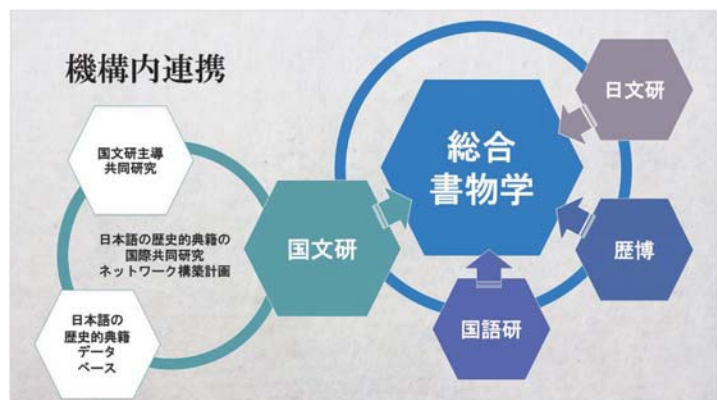 機構内連携
国文研主導
共同研究
日本語の歴史的典籍の
国際共同研究
ネットワーク構築計画
日本語の
歴史的典籍
データ
ベース
国文研
総合
書物学
日文研
歴博
国語研